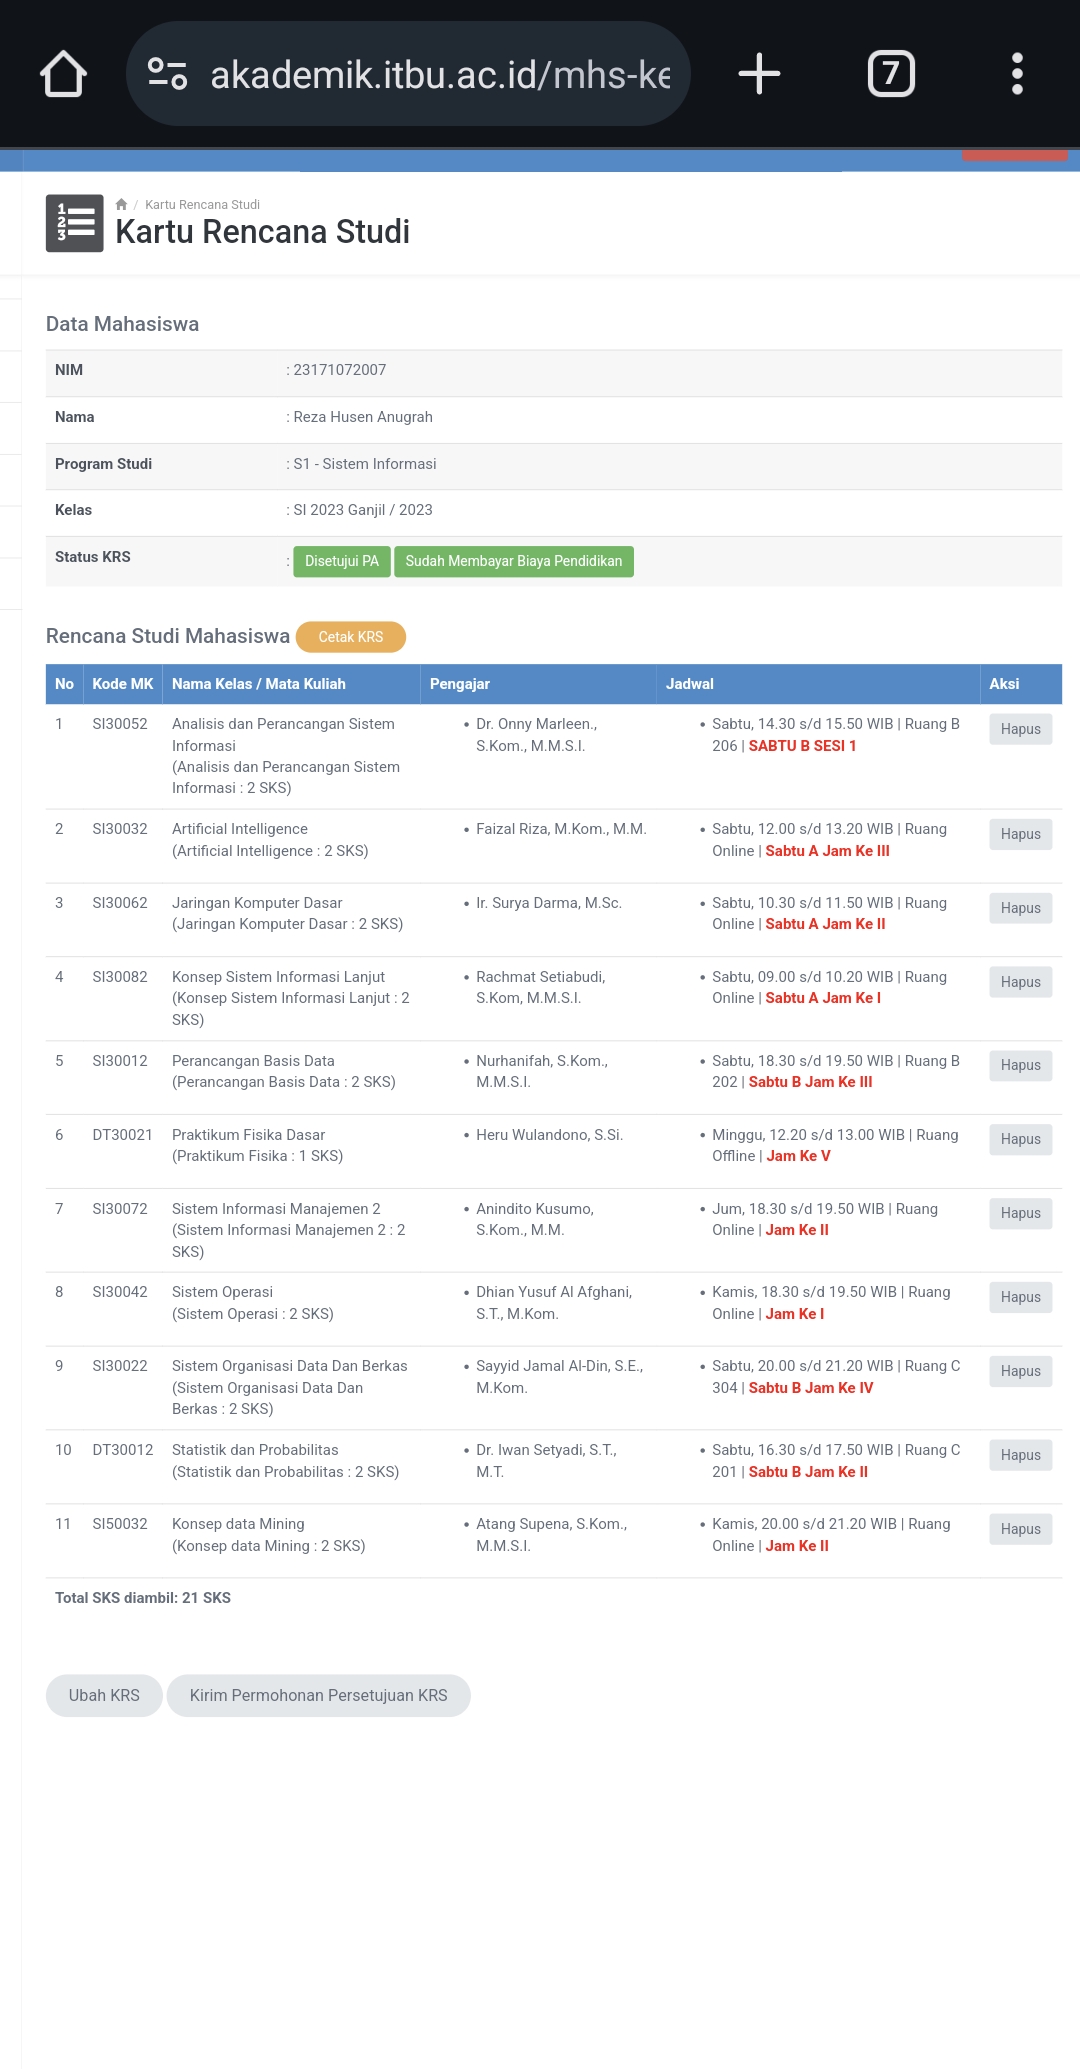 akademik.itbu.ac.id/mhs-ke
7
/ Kartu Rencana Studi
Kartu Rencana Studi
Data Mahasiswa
NIM : 23171072007
Nama : Reza Husen Anugrah
Program Studi : S1 - Sistem Informasi
Kelas : SI 2023 Ganjil / 2023
Status KRS : Disetujui PA Sudah Membayar Biaya Pendidikan
Rencana Studi Mahasiswa Cetak KRS
No Kode MK Nama Kelas / Mata Kuliah Pengajar Jadwal Aksi
1 SI30052 Analisis dan Perancangan Sistem • Dr. Onny Marleen., • Sabtu, 14.30 s/d 15.50 WIB | Ruang B Hapus
Informasi S.Kom., M.M.S.I. 206 | SABTU B SESI 1
(Analisis dan Perancangan Sistem
Informasi : 2 SKS)
2 SI30032 Artificial Intelligence • Faizal Riza, M.Kom., M.M. • Sabtu, 12.00 s/d 13.20 WIB | Ruang Hapus
(Artificial Intelligence : 2 SKS) Online | Sabtu A Jam Ke III
3 SI30062 Jaringan Komputer Dasar • Ir. Surya Darma, M.Sc. • Sabtu, 10.30 s/d 11.50 WIB | Ruang Hapus
(Jaringan Komputer Dasar : 2 SKS) Online | Sabtu A Jam Ke II
4 SI30082 Konsep Sistem Informasi Lanjut • Rachmat Setiabudi, • Sabtu, 09.00 s/d 10.20 WIB | Ruang Hapus
(Konsep Sistem Informasi Lanjut : 2 S.Kom, M.M.S.I. Online | Sabtu A Jam Ke I
SKS)
5 SI30012 Perancangan Basis Data • Nurhanifah, S.Kom., • Sabtu, 18.30 s/d 19.50 WIB | Ruang B Hapus
(Perancangan Basis Data : 2 SKS) M.M.S.I. 202 | Sabtu B Jam Ke III
6 DT30021 Praktikum Fisika Dasar • Heru Wulandono, S.Si. • Minggu, 12.20 s/d 13.00 WIB | Ruang Hapus
(Praktikum Fisika : 1 SKS) Offline | Jam Ke V
7 SI30072 Sistem Informasi Manajemen 2 • Anindito Kusumo, • Jum, 18.30 s/d 19.50 WIB | Ruang Hapus
(Sistem Informasi Manajemen 2 : 2 S.Kom., M.M. Online | Jam Ke II
SKS)
8 SI30042 Sistem Operasi • Dhian Yusuf Al Afghani, • Kamis, 18.30 s/d 19.50 WIB | Ruang Hapus
(Sistem Operasi : 2 SKS) S.T., M.Kom. Online | Jam Ke I
9 SI30022 Sistem Organisasi Data Dan Berkas • Sayyid Jamal Al-Din, S.E., • Sabtu, 20.00 s/d 21.20 WIB | Ruang C Hapus
(Sistem Organisasi Data Dan M.Kom. 304 | Sabtu B Jam Ke IV
Berkas : 2 SKS)
10 DT30012 Statistik dan Probabilitas • Dr. Iwan Setyadi, S.T., • Sabtu, 16.30 s/d 17.50 WIB | Ruang C Hapus
(Statistik dan Probabilitas : 2 SKS) M.T. 201 | Sabtu B Jam Ke II
11 SI50032 Konsep data Mining • Atang Supena, S.Kom., • Kamis, 20.00 s/d 21.20 WIB | Ruang Hapus
(Konsep data Mining : 2 SKS) M.M.S.I. Online | Jam Ke II
Total SKS diambil: 21 SKS
Ubah KRS Kirim Permohonan Persetujuan KRS